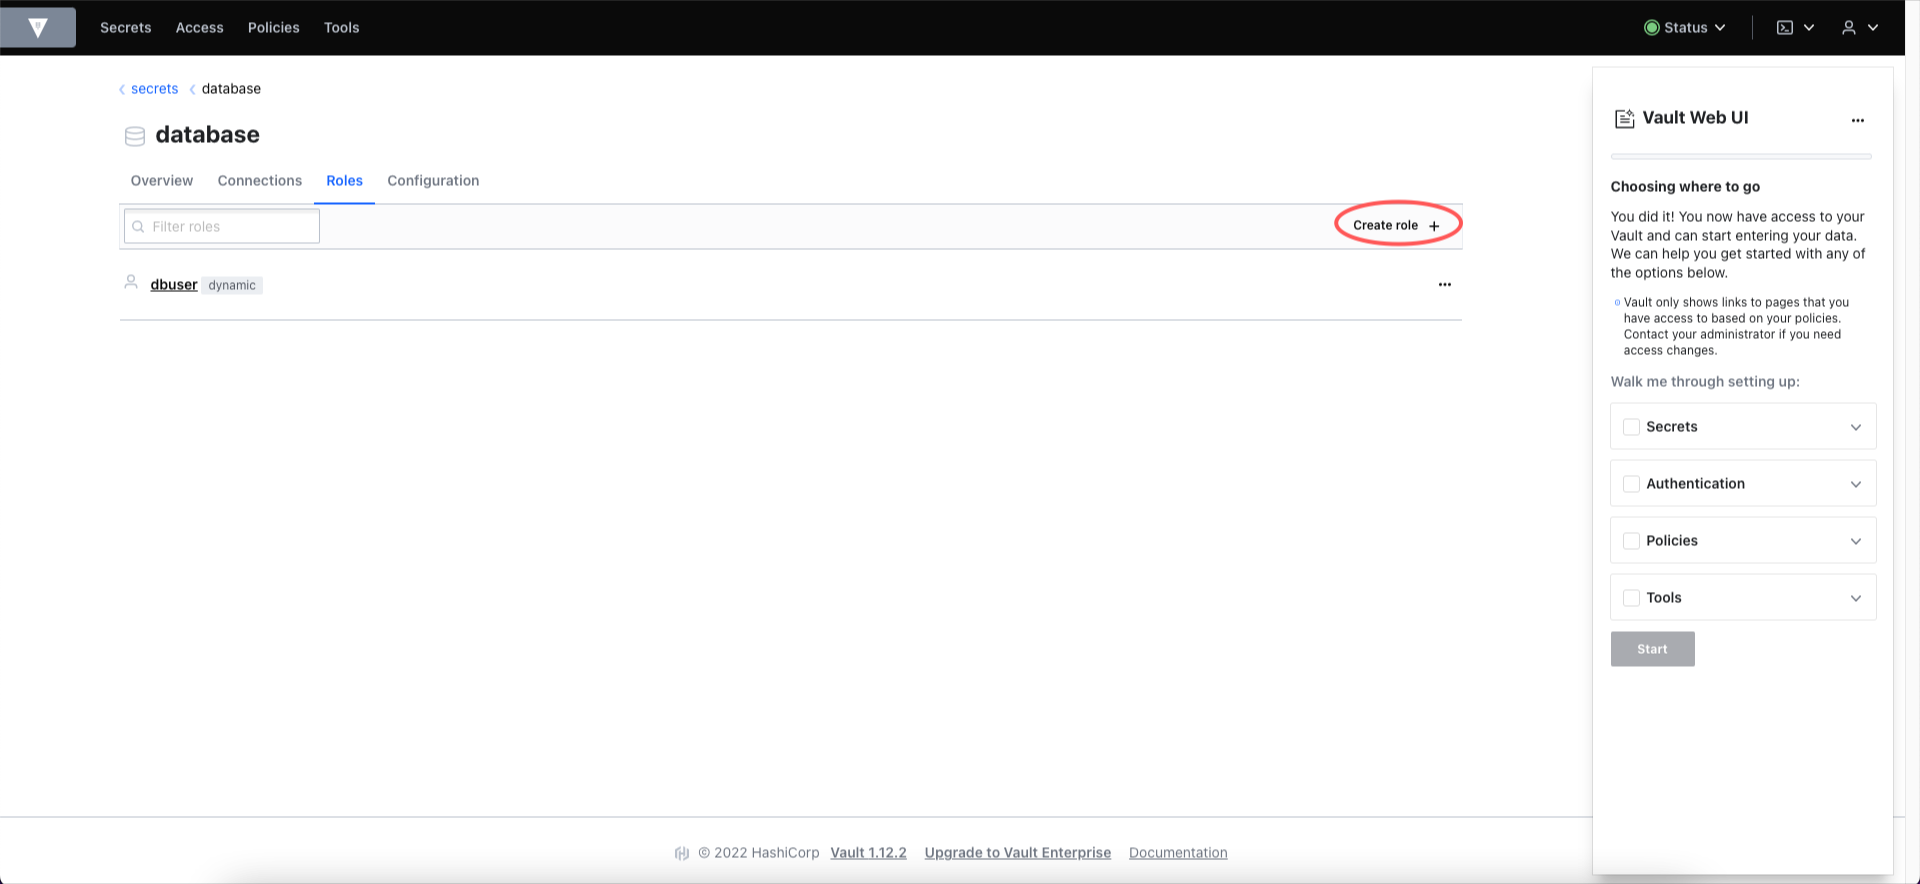 Secrets Access Policies Tools Status
secrets database
database
Overview Connections Roles Configuration
Filter roles
Create role +
dbuser dynamic
...
Vault Web UI
...
Choosing where to go
You did it! You now have access to your
Vault and can start entering your data.
We can help you get started with any of
the options below.
Vault only shows links to pages that you
have access to based on your policies.
Contact your administrator if you need
access changes.
Walk me through setting up:
Secrets
Authentication
Policies
Tools
Start
© 2022 HashiCorp Vault 1.12.2 Upgrade to Vault Enterprise Documentation